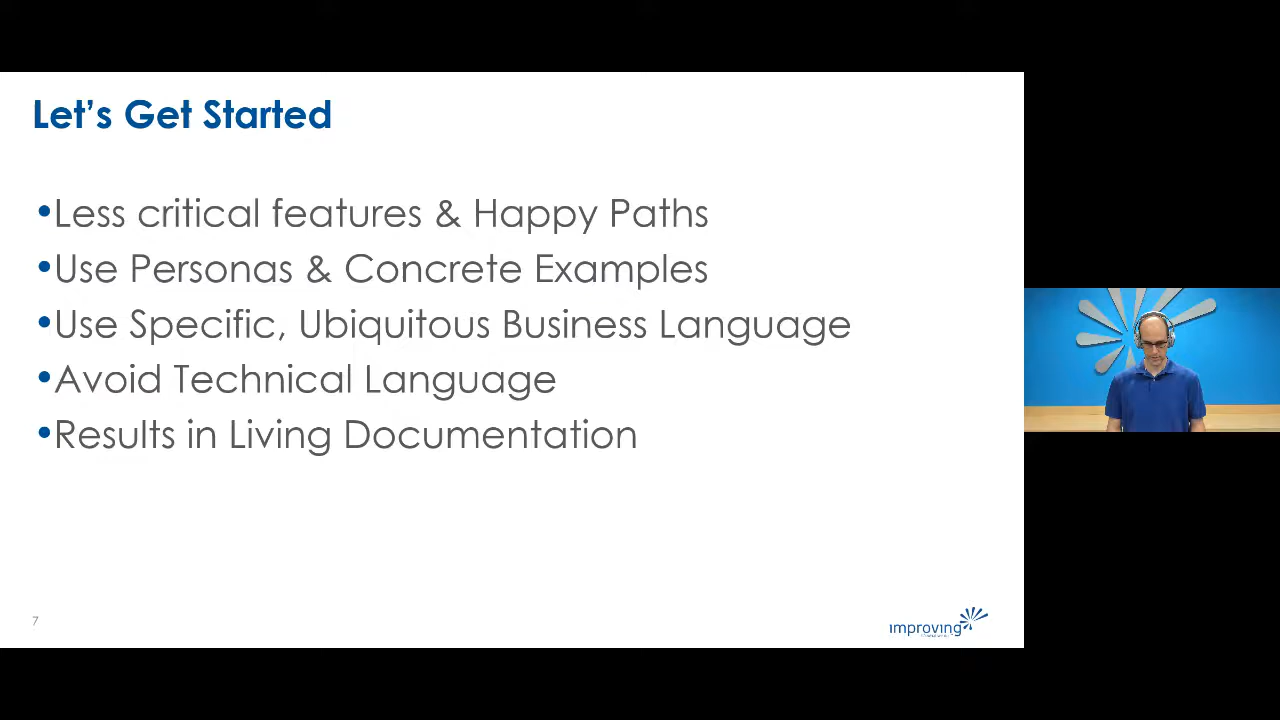 Let's Get Started
•Less critical features & Happy Paths
•Use Personas & Concrete Examples
•Use Specific, Ubiquitous Business Language
•Avoid Technical Language
•Results in Living Documentation
7
improving